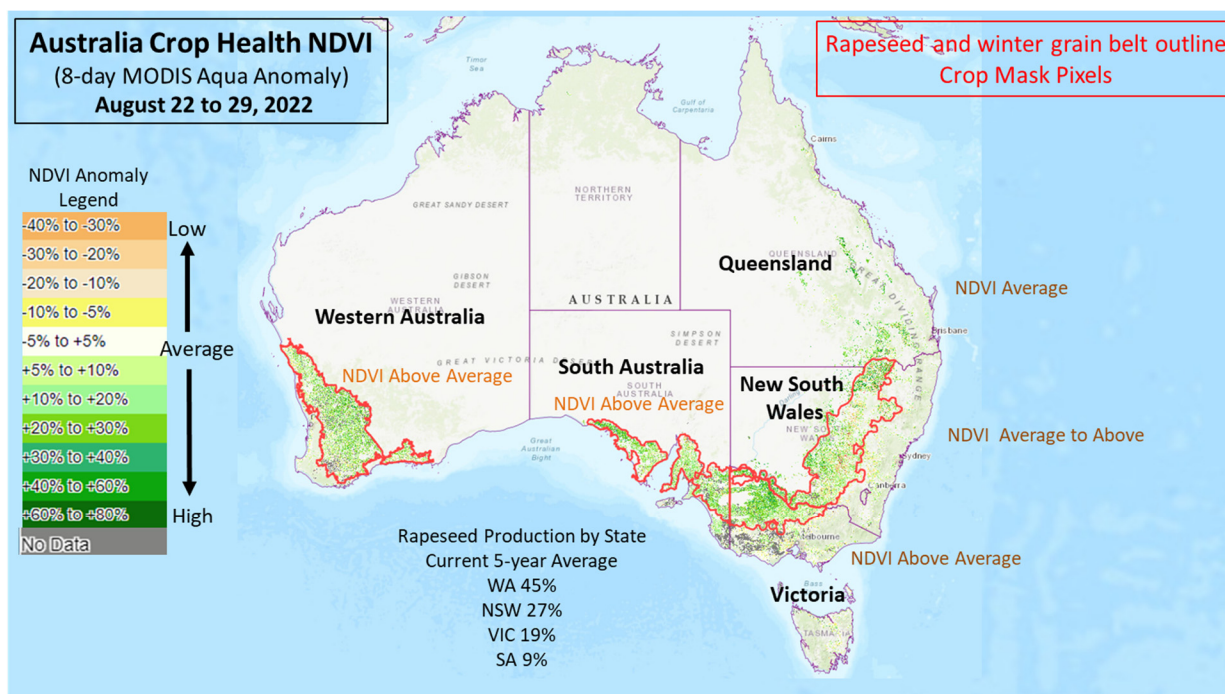 Australia Crop Health NDVI
(8-day MODIS Aqua Anomaly)
August 22 to 29, 2022
Rapeseed and winter grain belt outline
Crop Mask Pixels
NDVI Anomaly
Legend
-40% to -30%
-30% to -20%
-20% to -10%
-10% to -5%
-5% to +5%
+5% to +10%
+10% to +20%
+20% to +30%
+30% to +40%
+40% to +60%
+60% to +80%
No Data
Low
Average
High
Timor
Sea
Gulf of
Carpentaria
Cairns
NORTHERN
TERRITORY
GREAT SANDY DESERT
QUEENSLAND
Queensland
GREAT DIVIDING RANGE
NDVI Average
GIBSON
DESERT
AUSTRALIA
WESTERN
AUSTRALIA
Western Australia
Brisbane
SIMPSON
DESERT
GREAT VICTORIA DESERT
South Australia
SOUTH
AUSTRALIA
NDVI Above Average
NDVI Above Average
New South
Wales
Darling
NEW SO
WA
NDVI  Average to Above
Great
Australian
Bight
Sydney
Canberra
elbourne
NDVI Above Average
Rapeseed Production by State
Current 5-year Average
WA 45%
NSW 27%
VIC 19%
SA 9%
Bass
Victoria
TASMANIA